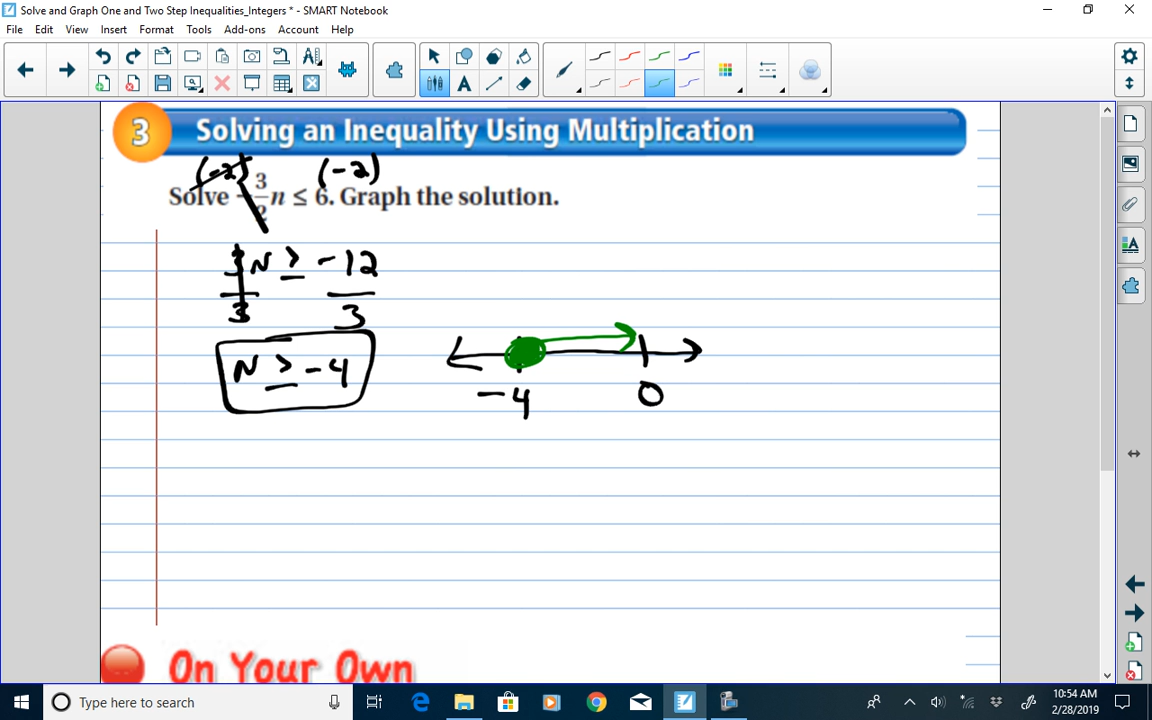 Solve and Graph One and Two Step Inequalities_Integers * - SMART Notebook
File Edit View Insert Format Tools Add-ons Account Help
3 Solving an Inequality Using Multiplication
(-2) (-2)
Solve -3/2 n ≤ 6. Graph the solution.
3N ≥ -12
3 3
N ≥ -4
-4 0
On Your Own
Type here to search
10:54 AM
2/28/2019